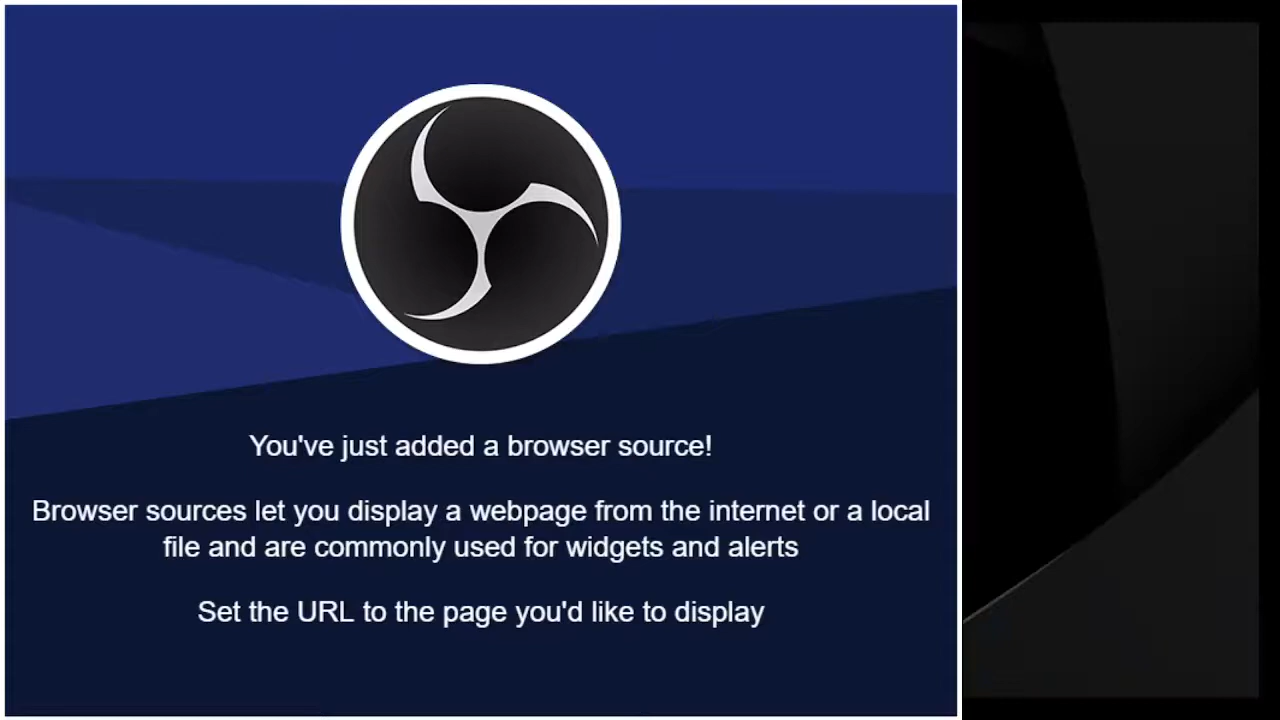 You've just added a browser source!
Browser sources let you display a webpage from the internet or a local
file and are commonly used for widgets and alerts
Set the URL to the page you'd like to display